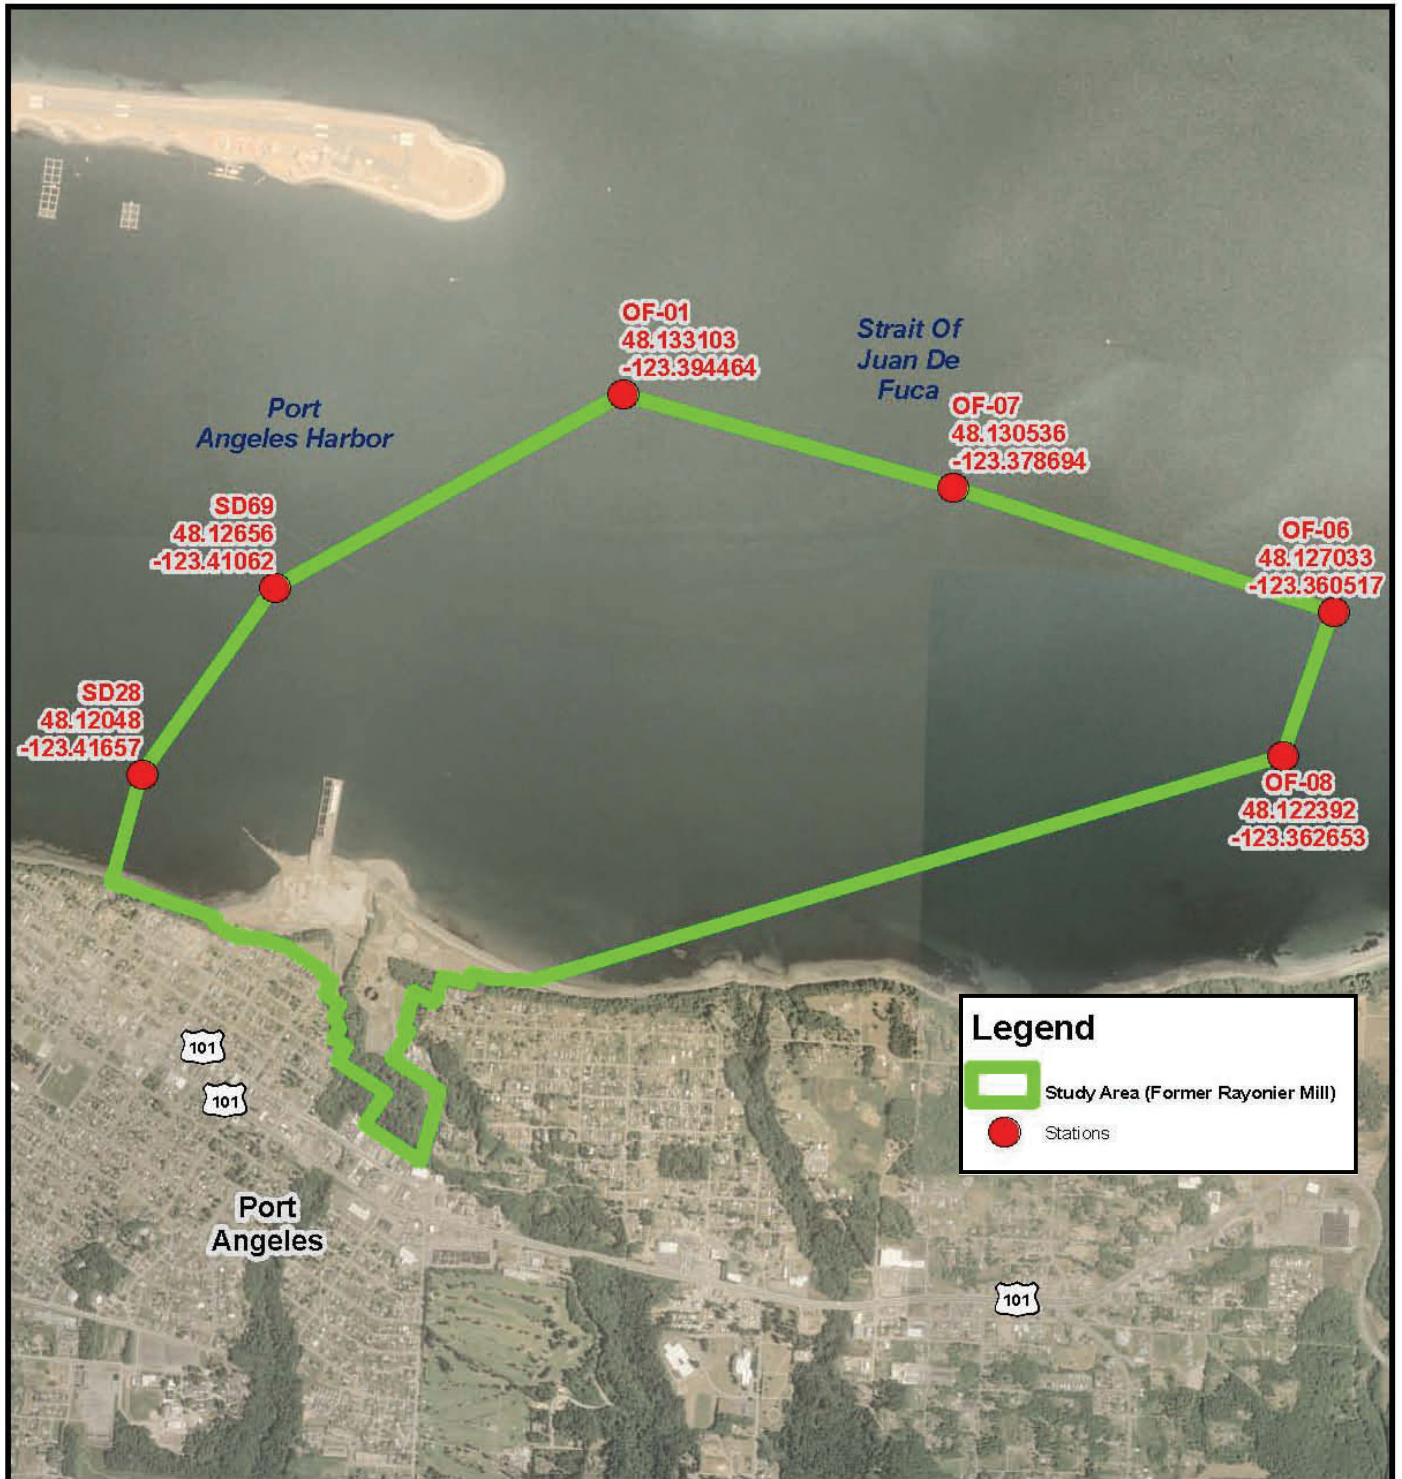 OF-01
48.133103
-123.394464
Strait Of
Juan De
Fuca
Port
Angeles Harbor
OF-07
48.130536
-123.378694
SD69
48.12656
-123.41062
OF-06
48.127033
-123.360517
SD28
48.12048
-123.41657
OF-08
48.122392
-123.362653
Legend
Study Area (Former Rayonier Mill)
Stations
101
101
Port
Angeles
101